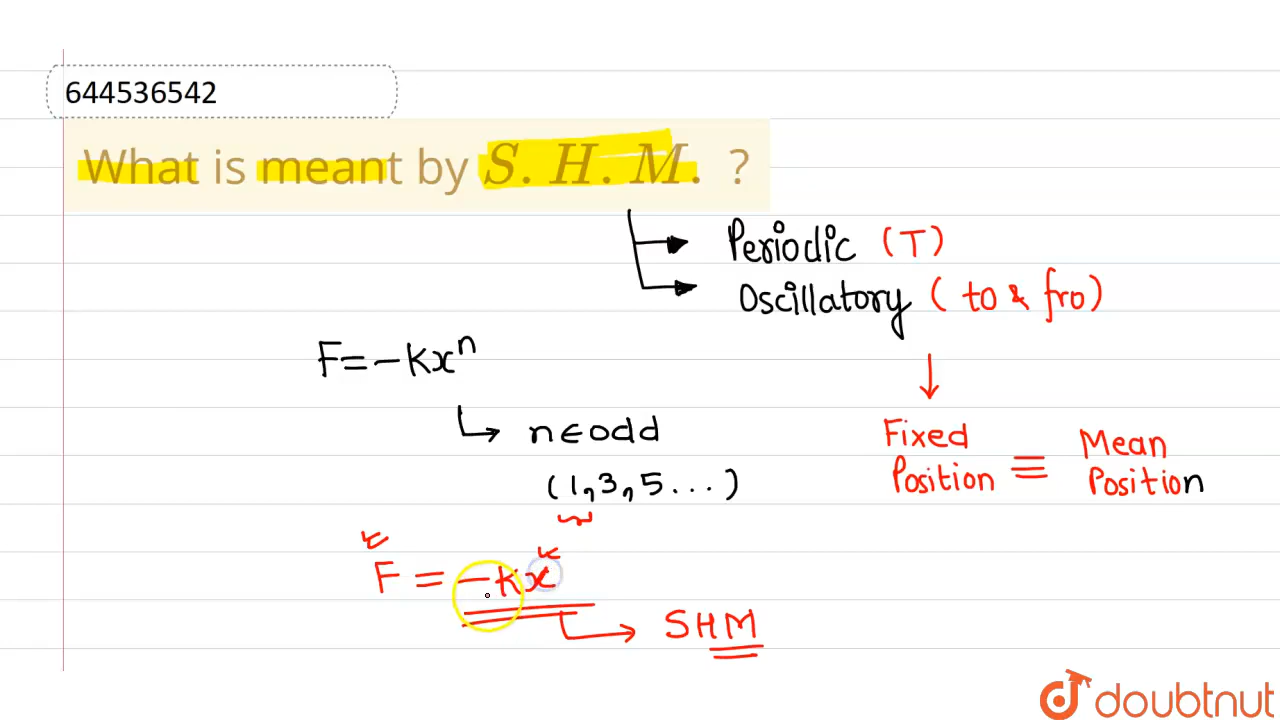 644536542
What is meant by S. H. M. ?
Periodic (T)
Oscillatory (to & fro)
F=-kxⁿ
n∈odd
(1,3,5...)
Fixed Position ≡ Mean Position
F = -kx
SHM
doubtnut